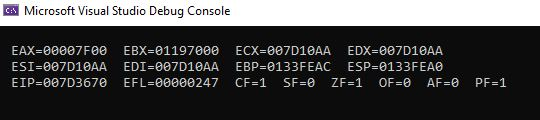 Microsoft Visual Studio Debug Console
EAX=00007F00 EBX=01197000 ECX=007D10AA EDX=007D10AA
ESI=007D10AA EDI=007D10AA EBP=0133FEAC ESP=0133FEA0
EIP=007D3670 EFL=00000247 CF=1 SF=0 ZF=1 OF=0 AF=0 PF=1